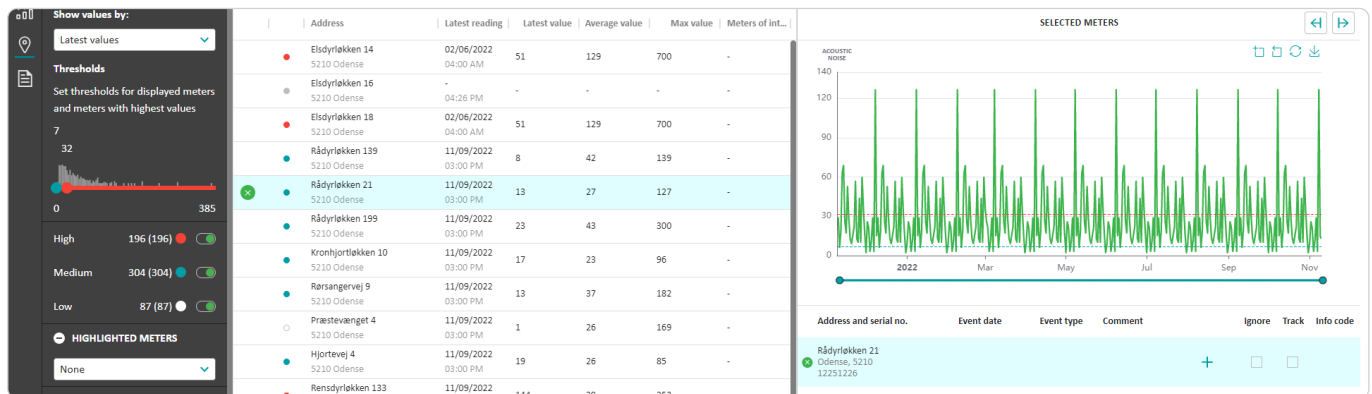 Show values by:
Latest values
Thresholds
Set thresholds for displayed meters
and meters with highest values
7
32
0 385
High 196 (196)
Medium 304 (304)
Low 87 (87)
HIGHLIGHTED METERS
None
Address Latest reading Latest value Average value Max value Meters of int...
Elsdyrløkken 14 02/06/2022 51 129 700 -
5210 Odense 04:00 AM
Elsdyrløkken 16 - - - - -
5210 Odense 04:26 PM
Elsdyrløkken 18 02/06/2022 51 129 700 -
5210 Odense 04:00 AM
Rådyrløkken 139 11/09/2022 8 42 139 -
5210 Odense 03:00 PM
Rådyrløkken 21 11/09/2022 13 27 127 -
5210 Odense 03:00 PM
Rådyrløkken 199 11/09/2022 23 43 300 -
5210 Odense 03:00 PM
Kronhjortløkken 10 11/09/2022 17 23 96 -
5210 Odense 03:00 PM
Rørsangervej 9 11/09/2022 13 37 182 -
5210 Odense 03:00 PM
Præstevænget 4 11/09/2022 1 26 169 -
5210 Odense 03:00 PM
Hjortevej 4 11/09/2022 19 26 85 -
5210 Odense 03:00 PM
Rensdyrløkken 133 11/09/2022
SELECTED METERS
ACOUSTIC
NOISE
140
120
90
60
30
0
2022 Mar May Jul Sep Nov
Address and serial no. Event date Event type Comment Ignore Track Info code
Rådyrløkken 21
Odense, 5210
12251226